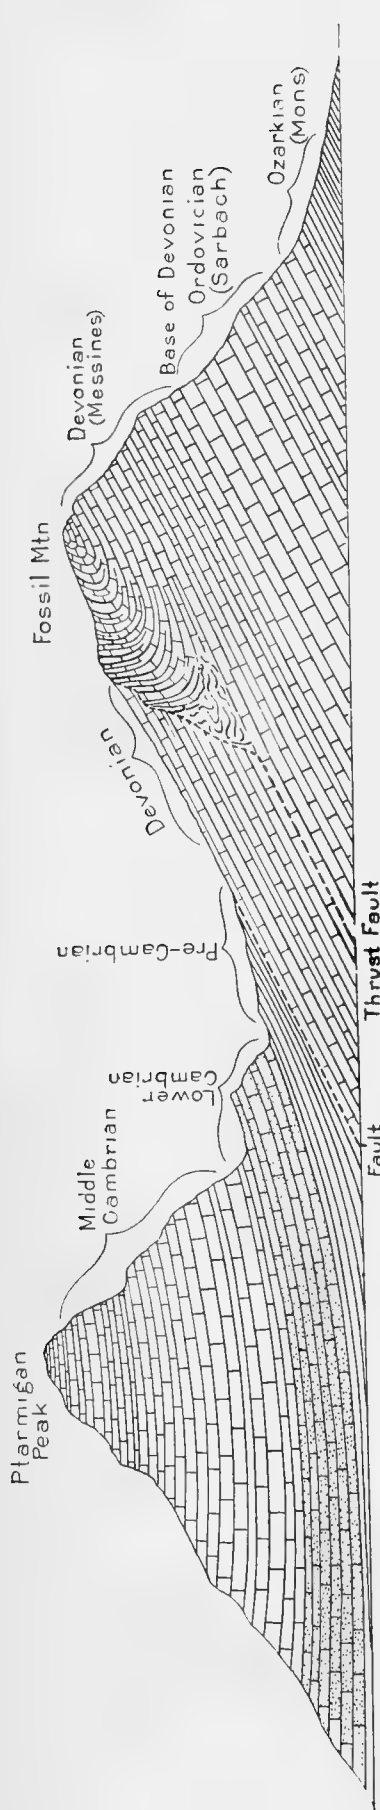 Ptarmigan
Peak
Middle
Cambrian
Lower
Cambrian
Pre-Cambrian
Devonian
Fossil Mtn
Devonian
(Messines)
Base of Devonian
Ordovician
(Sarbach)
Ozarkian
(Mons)
Fault
Thrust Fault